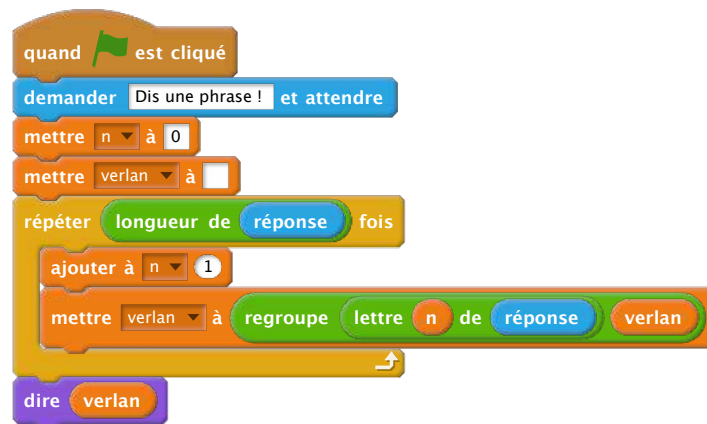 quand est cliqué
demander Dis une phrase ! et attendre
mettre n à 0
mettre verlan à
répéter longueur de réponse fois
ajouter à n 1
mettre verlan à regroupe lettre n de réponse verlan
dire verlan